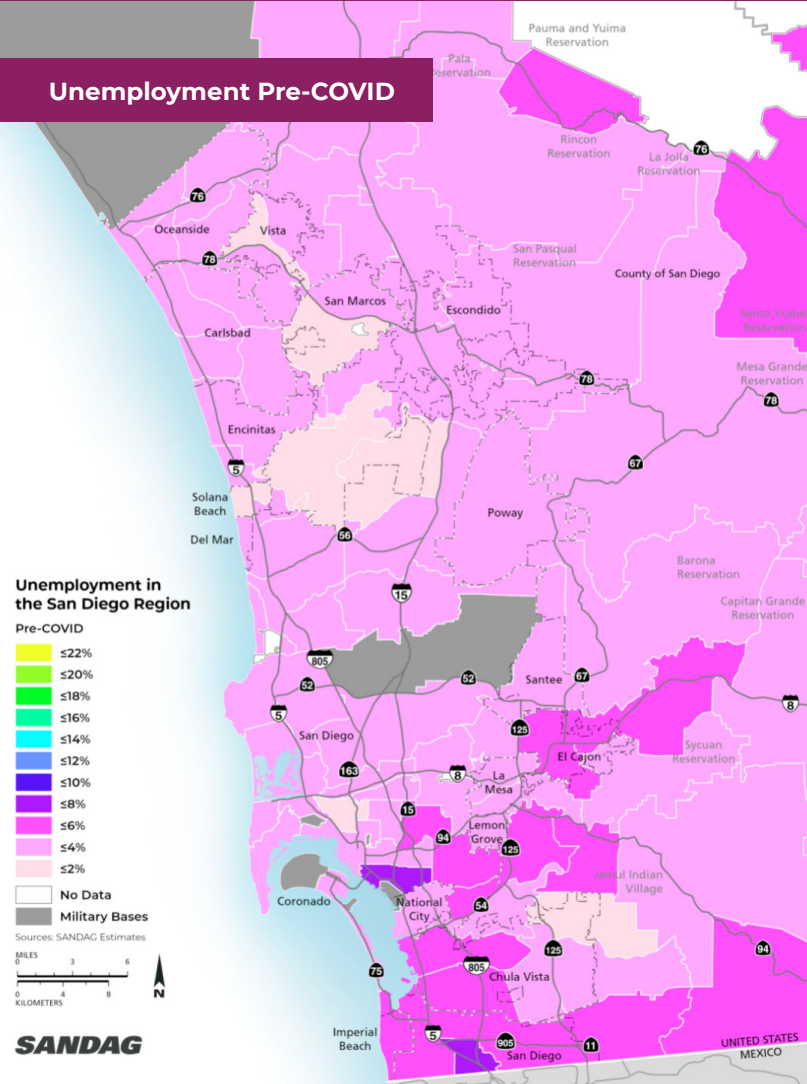 Pauma and Yuima
Reservation
Pala
Reservation
Unemployment Pre-COVID
Rincon
Reservation
76
La Jolla
Reservation
76
Oceanside
Vista
78
San Pasqual
Reservation
County of San Diego
San Marcos
Escondido
Santa Ysabel
Reservation
Carlsbad
Mesa Grande
Reservation
78
78
Encinitas
5
67
Solana
Beach
Poway
Del Mar
56
Barona
Reservation
15
Capitan Grande
Reservation
Unemployment in
the San Diego Region
Pre-COVID
≤22%
≤20%
≤18%
≤16%
≤14%
≤12%
≤10%
≤8%
≤6%
≤4%
≤2%
No Data
Military Bases
Sources: SANDAG Estimates
MILES
0 3 6
0 4 8
KILOMETERS
N
SANDAG
805
52
52
Santee
67
8
5
San Diego
125
El Cajon
Sycuan
Reservation
163
8
La
Mesa
15
94
Lemon
Grove
125
Jamul Indian
Village
Coronado
National
City
54
125
94
75
805
Chula Vista
Imperial
Beach
5
905
San Diego
11
UNITED STATES
MEXICO